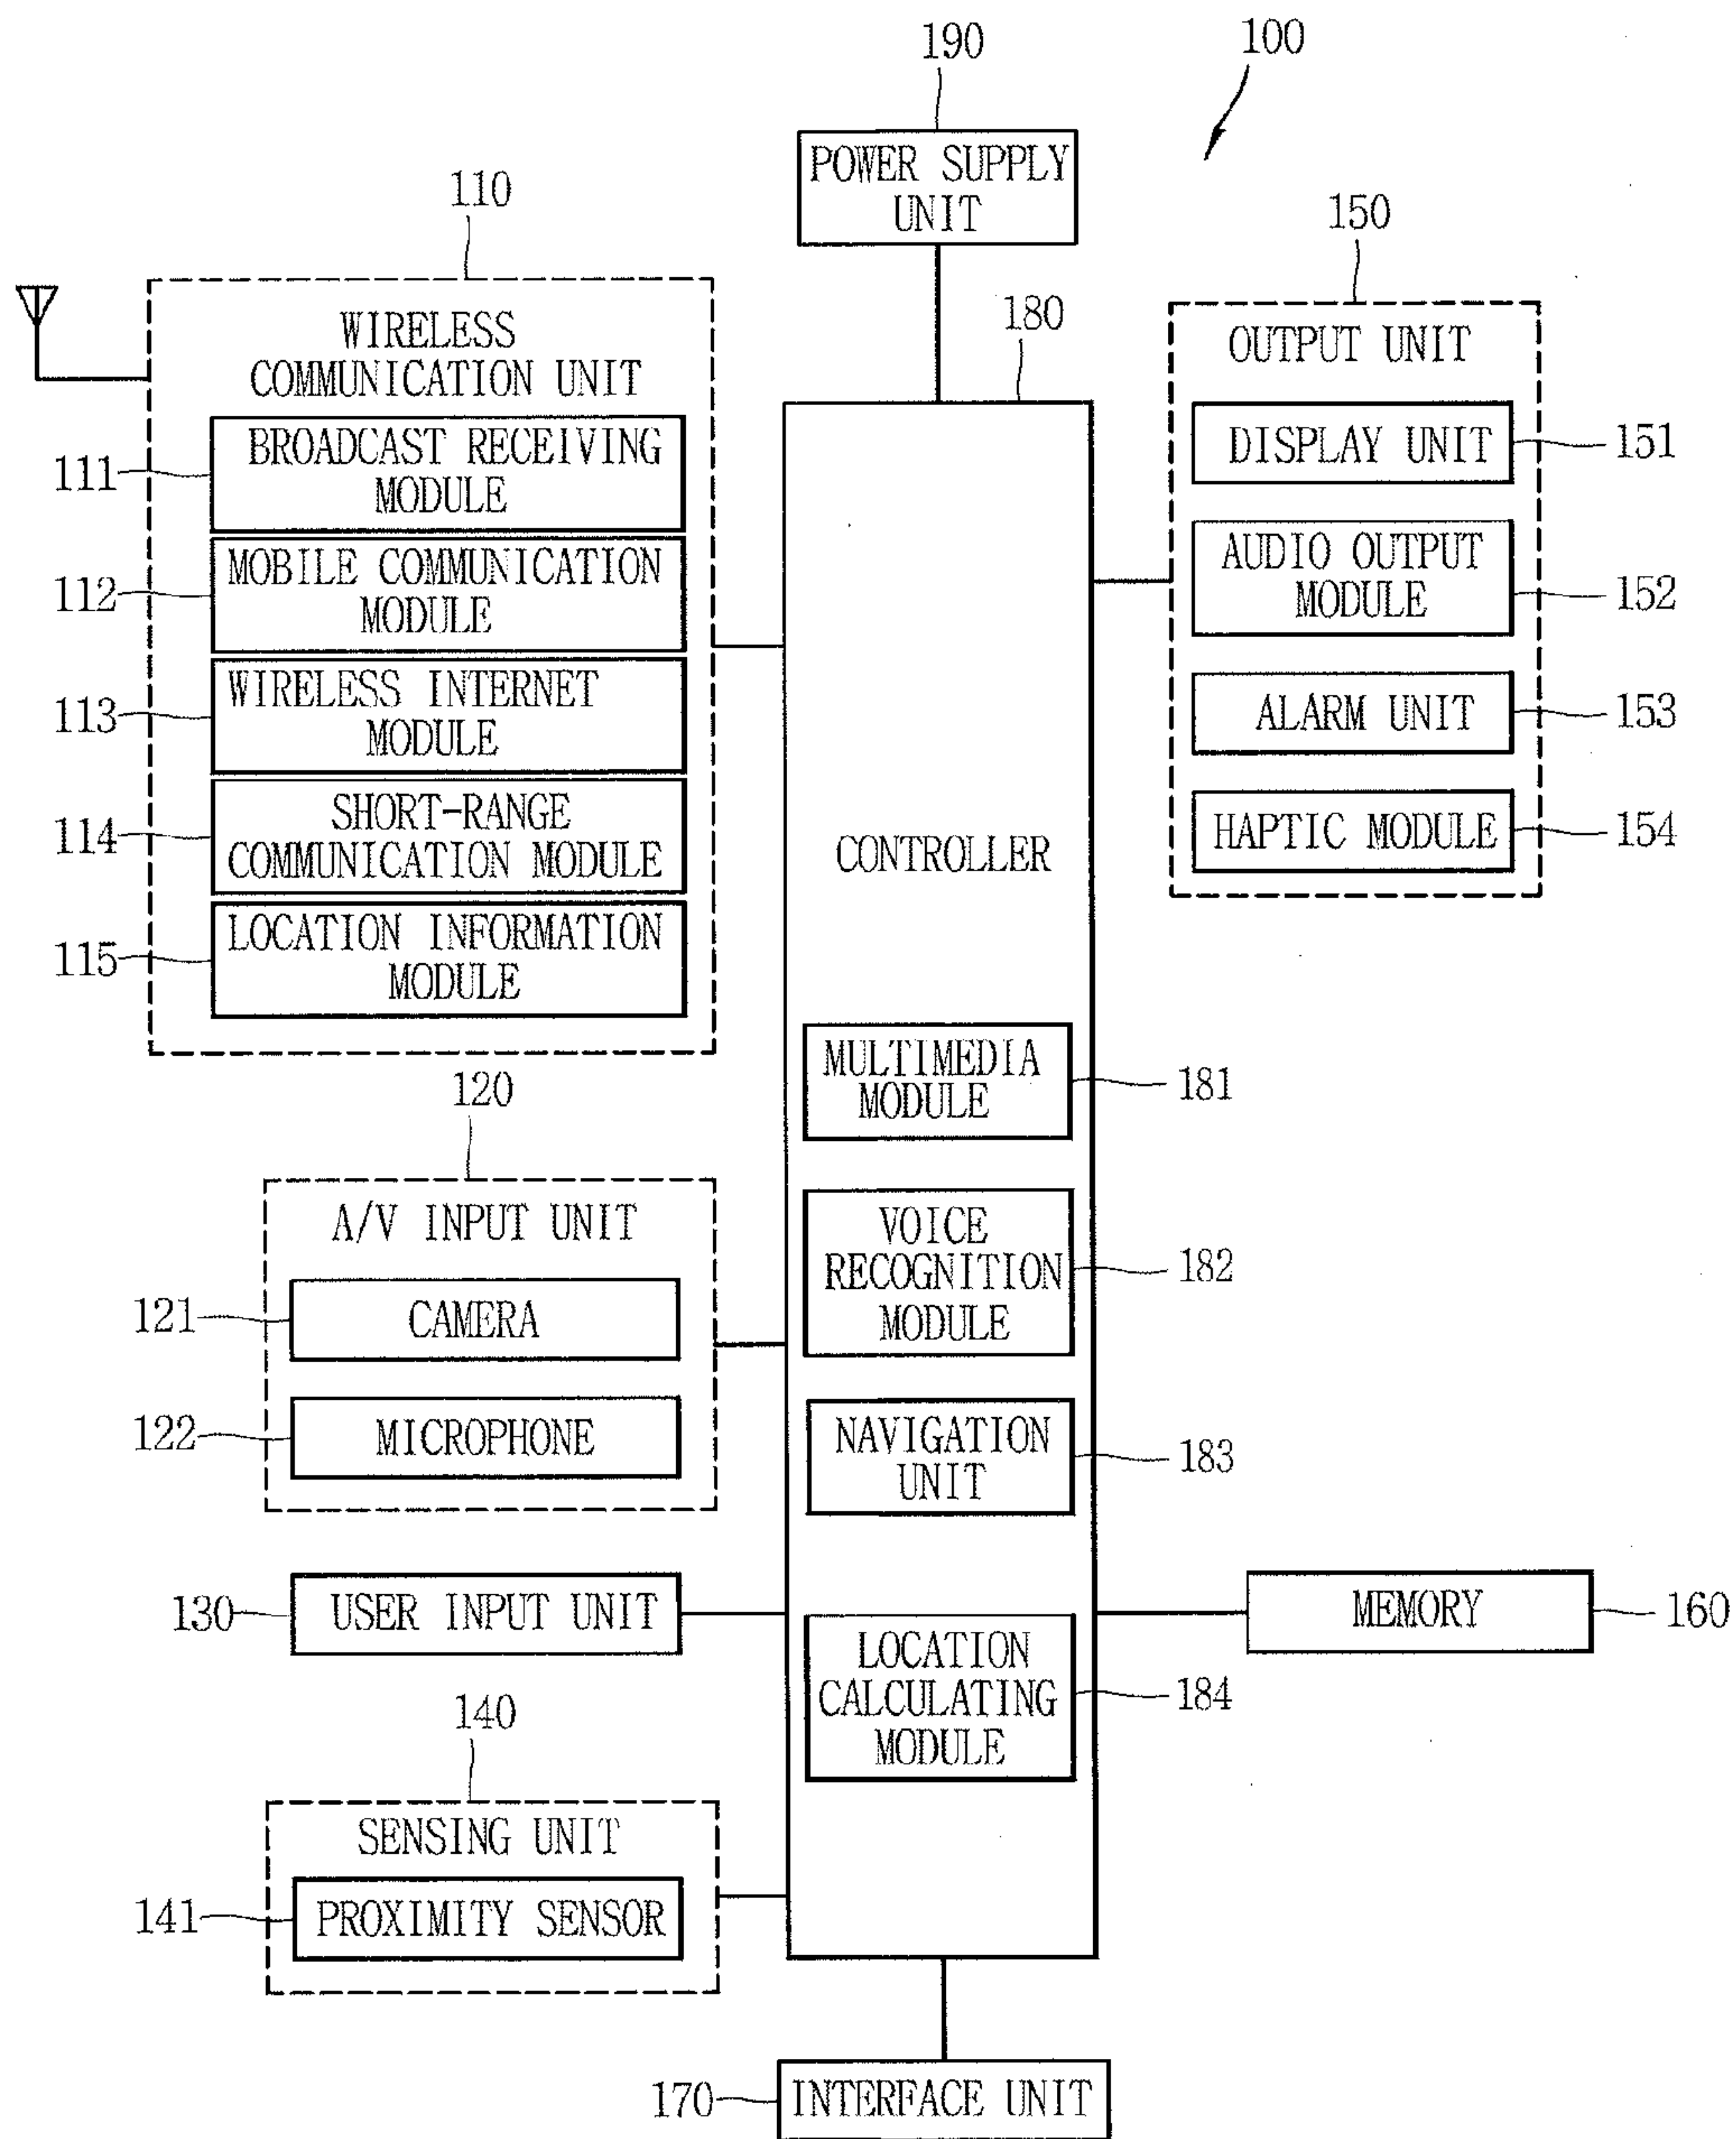 100
190
POWER SUPPLY
UNIT
110
WIRELESS
COMMUNICATION UNIT
111
BROADCAST RECEIVING
MODULE
112
MOBILE COMMUNICATION
MODULE
113
WIRELESS INTERNET
MODULE
114
SHORT-RANGE
COMMUNICATION MODULE
115
LOCATION INFORMATION
MODULE
120
A/V INPUT UNIT
121
CAMERA
122
MICROPHONE
130
USER INPUT UNIT
140
SENSING UNIT
141
PROXIMITY SENSOR
180
CONTROLLER
MULTIMEDIA
MODULE
181
VOICE
RECOGNITION
MODULE
182
NAVIGATION
UNIT
183
LOCATION
CALCULATING
MODULE
184
150
OUTPUT UNIT
DISPLAY UNIT
151
AUDIO OUTPUT
MODULE
152
ALARM UNIT
153
HAPTIC MODULE
154
MEMORY
160
170
INTERFACE UNIT